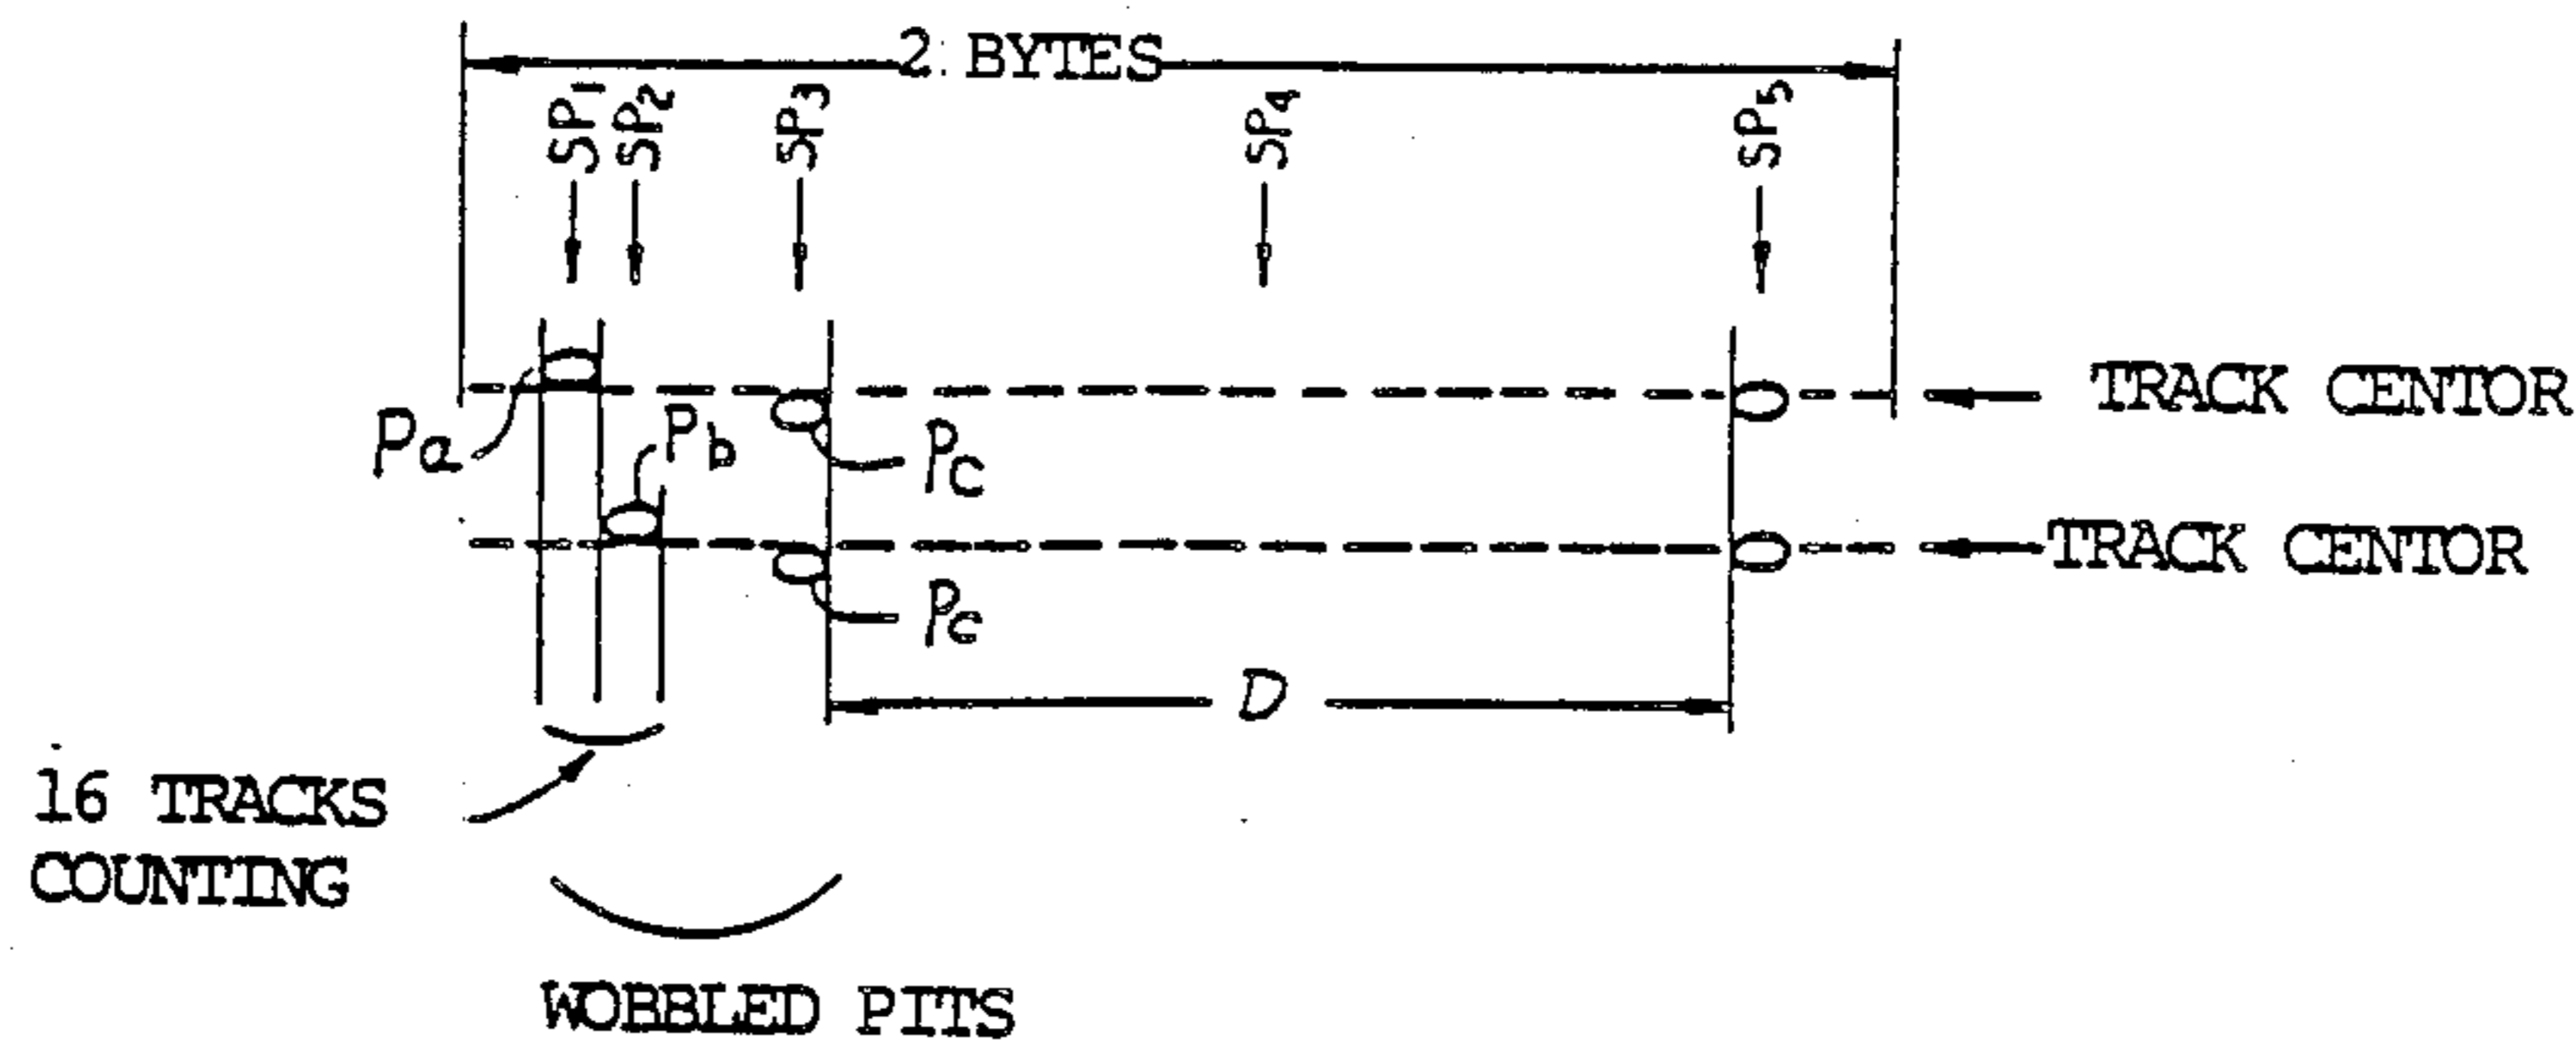 2 BYTES
SP1
SP2
SP3
SP4
SP5
TRACK CENTOR
Pa
Pb
Pc
TRACK CENTOR
Pc
D
16 TRACKS
COUNTING
WOBBLED PITS